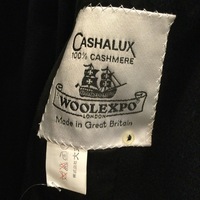 CASHALUX
100% CASHMERE
WOOLEXPO
LONDON
Made in Great Britain